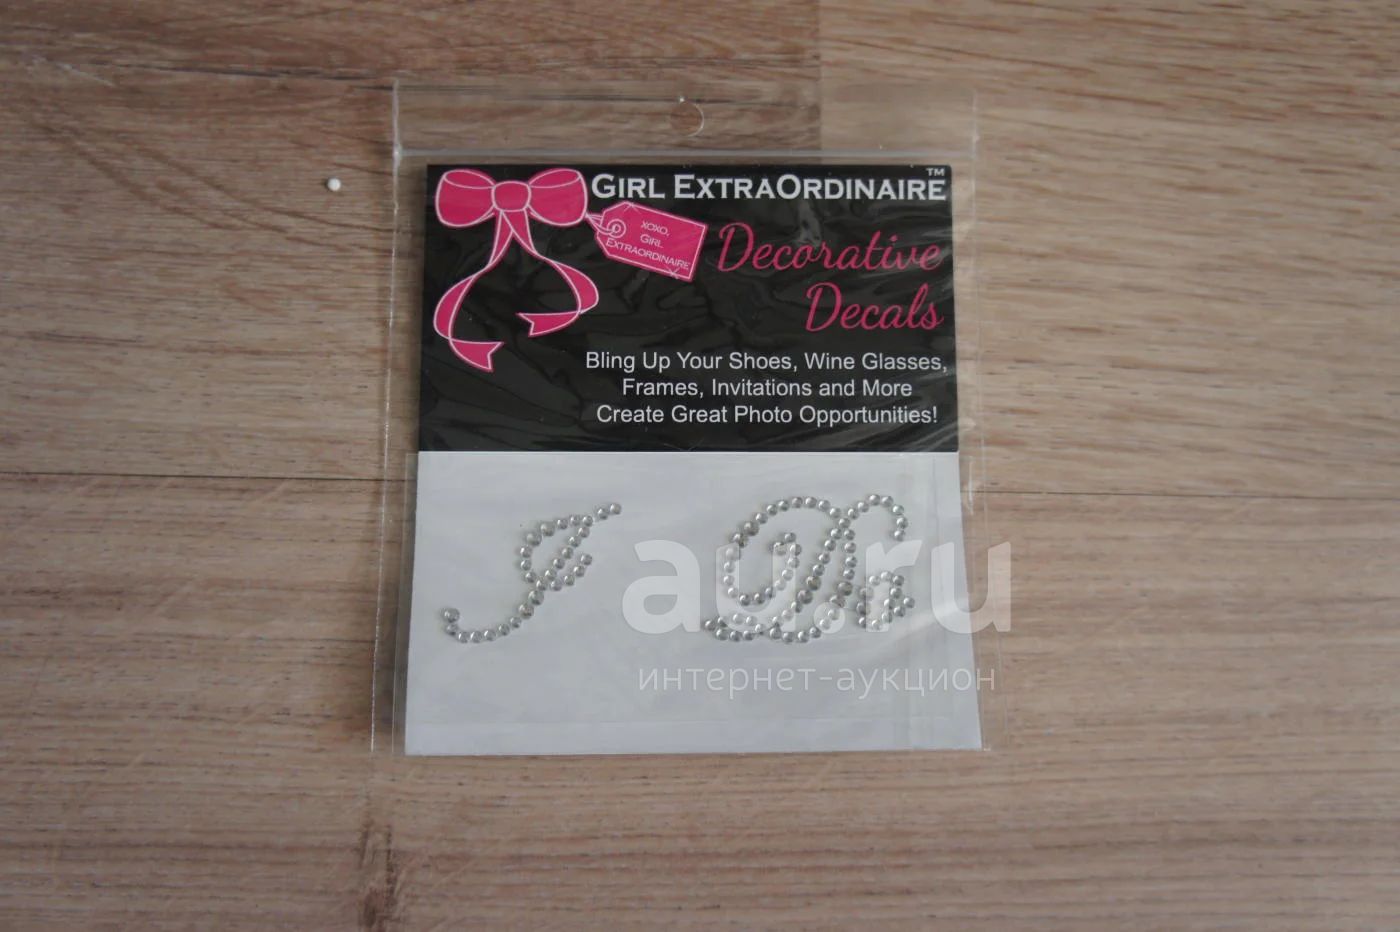 GIRL EXTRAORDINAIRE™
XOXO,
GIRL
EXTRAORDINAIRE
Decorative
Decals
Bling Up Your Shoes, Wine Glasses,
Frames, Invitations and More
Create Great Photo Opportunities!
I Do
au.ru
интернет-аукцион